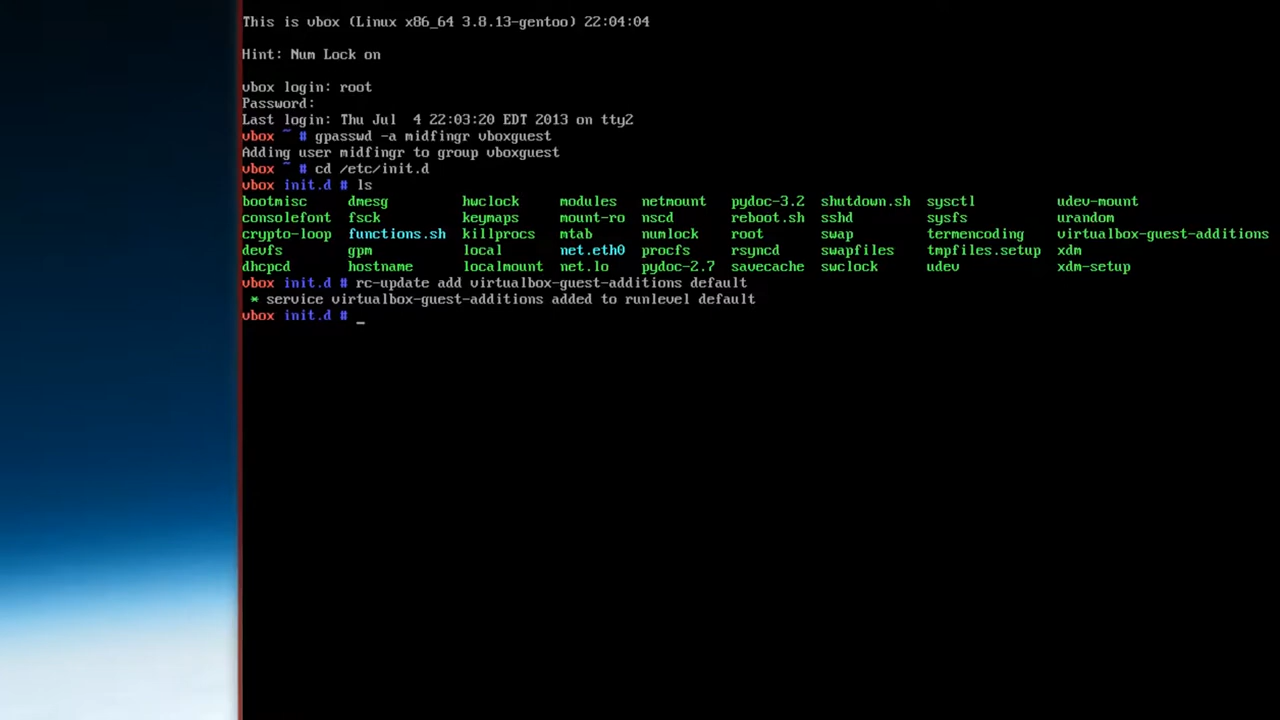 This is vbox (Linux x86_64 3.8.13-gentoo) 22:04:04
Hint: Num Lock on
vbox login: root
Password:
Last login: Thu Jul  4 22:03:20 EDT 2013 on tty2
vbox ~ # gpasswd -a midfingr vboxguest
Adding user midfingr to group vboxguest
vbox ~ # cd /etc/init.d
vbox init.d # ls
bootmisc dmesg hwclock modules netmount pydoc-3.2 shutdown.sh sysctl udev-mount
consolefont fsck keymaps mount-ro nscd reboot.sh sshd sysfs urandom
crypto-loop functions.sh killprocs mtab numlock root swap termencoding virtualbox-guest-additions
devfs gpm local net.eth0 procfs rsyncd swapfiles tmpfiles.setup xdm
dhcpcd hostname localmount net.lo pydoc-2.7 savecache swclock udev xdm-setup
vbox init.d # rc-update add virtualbox-guest-additions default
* service virtualbox-guest-additions added to runlevel default
vbox init.d # _